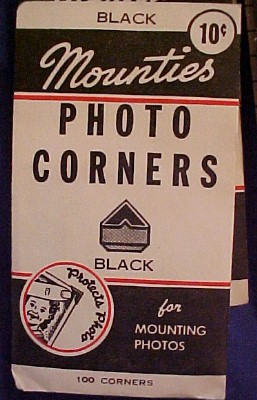 BLACK
10¢
Mounties
PHOTO
CORNERS
BLACK
Protects Photo
for
MOUNTING
PHOTOS
100 CORNERS